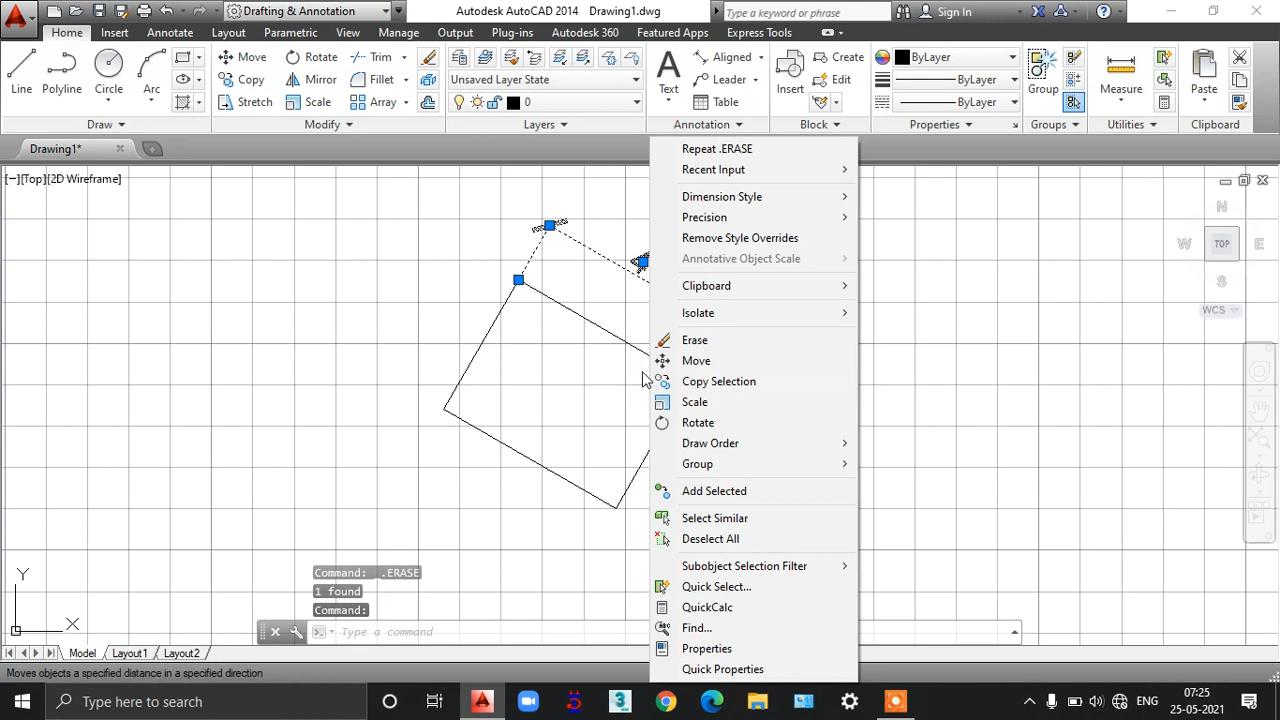 Drafting & Annotation
Autodesk AutoCAD 2014 Drawing1.dwg
Type a keyword or phrase
Sign In
Home Insert Annotate Layout Parametric View Manage Output Plug-ins Autodesk 360 Featured Apps Express Tools
Line
Polyline
Circle
Arc
Draw
Move
Rotate
Trim
Copy
Mirror
Fillet
Stretch
Scale
Array
Modify
Unsaved Layer State
0
Layers
Text
Aligned
Leader
Table
Annotation
Insert
Create
Edit
Block
ByLayer
ByLayer
ByLayer
Properties
Group
Groups
Measure
Utilities
Paste
Clipboard
Drawing1*
[−][Top][2D Wireframe]
N
W TOP E
S
WCS
Repeat .ERASE
Recent Input
Dimension Style
Precision
Remove Style Overrides
Annotative Object Scale
Clipboard
Isolate
Erase
Move
Copy Selection
Scale
Rotate
Draw Order
Group
Add Selected
Select Similar
Deselect All
Subobject Selection Filter
Quick Select...
QuickCalc
Find...
Properties
Quick Properties
Y
X
Command: _.ERASE
1 found
Command:
Type a command
Model Layout1 Layout2
Moves objects a specified distance in a specified direction
Type here to search
ENG
07:25
25-05-2021